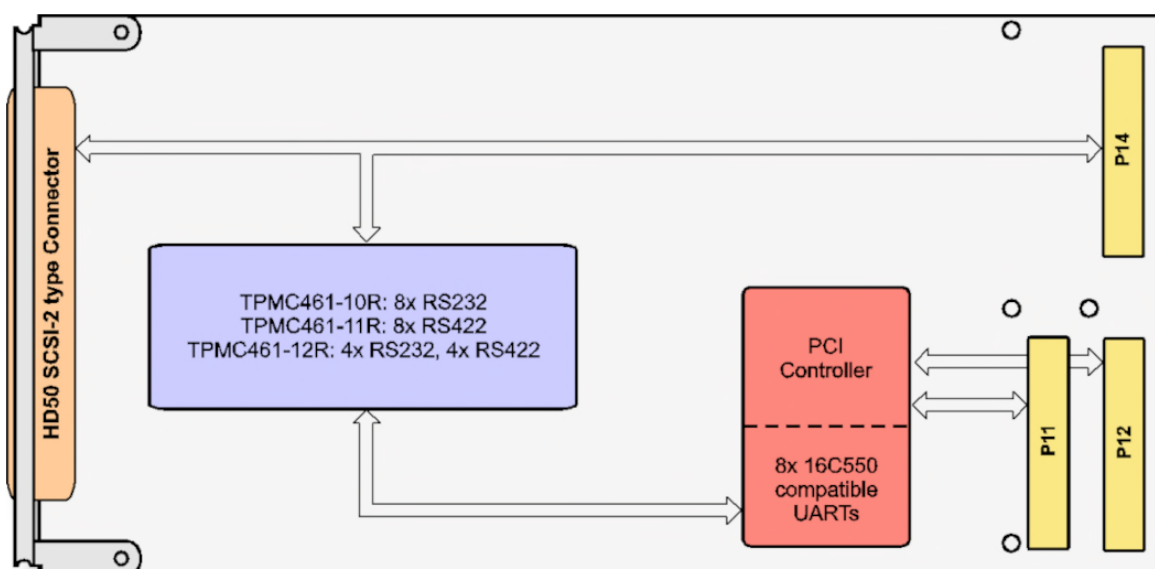 HD50 SCSI-2 type Connector
P14
TPMC461-10R: 8x RS232
TPMC461-11R: 8x RS422
TPMC461-12R: 4x RS232, 4x RS422
PCI
Controller
8x 16C550
compatible
UARTs
P11
P12